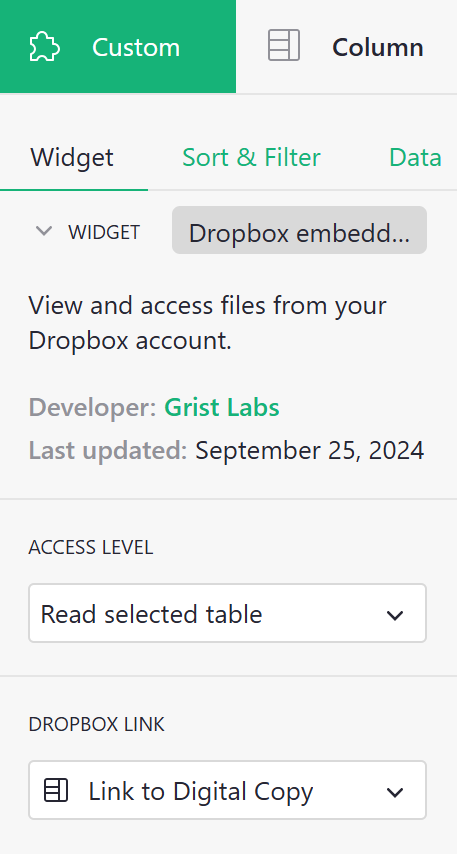 Custom Column
Widget Sort & Filter Data
WIDGET Dropbox embedd...
View and access files from your
Dropbox account.
Developer: Grist Labs
Last updated: September 25, 2024
ACCESS LEVEL
Read selected table
DROPBOX LINK
Link to Digital Copy